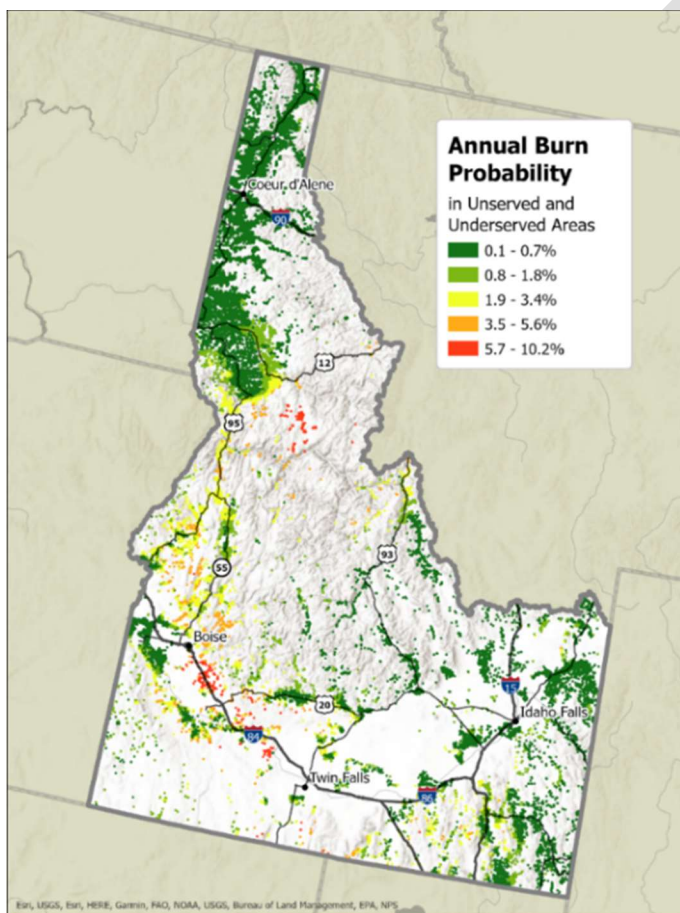 Annual Burn
Probability
in Unserved and
Underserved Areas
0.1 - 0.7%
0.8 - 1.8%
1.9 - 3.4%
3.5 - 5.6%
5.7 - 10.2%
Coeur d'Alene
90
12
95
93
55
Boise
15
20
Idaho Falls
84
Twin Falls
86
Esri, USGS, Esri, HERE, Garmin, FAO, NOAA, USGS, Bureau of Land Management, EPA, NPS